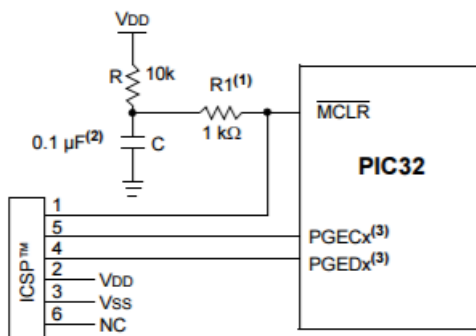 VDD
R 10k
R1(1)
1 kΩ
0.1 µF(2) C
MCLR
PIC32
ICSP™
1
5
4
2 VDD
3 VSS
6 NC
PGECx(3)
PGEDx(3)